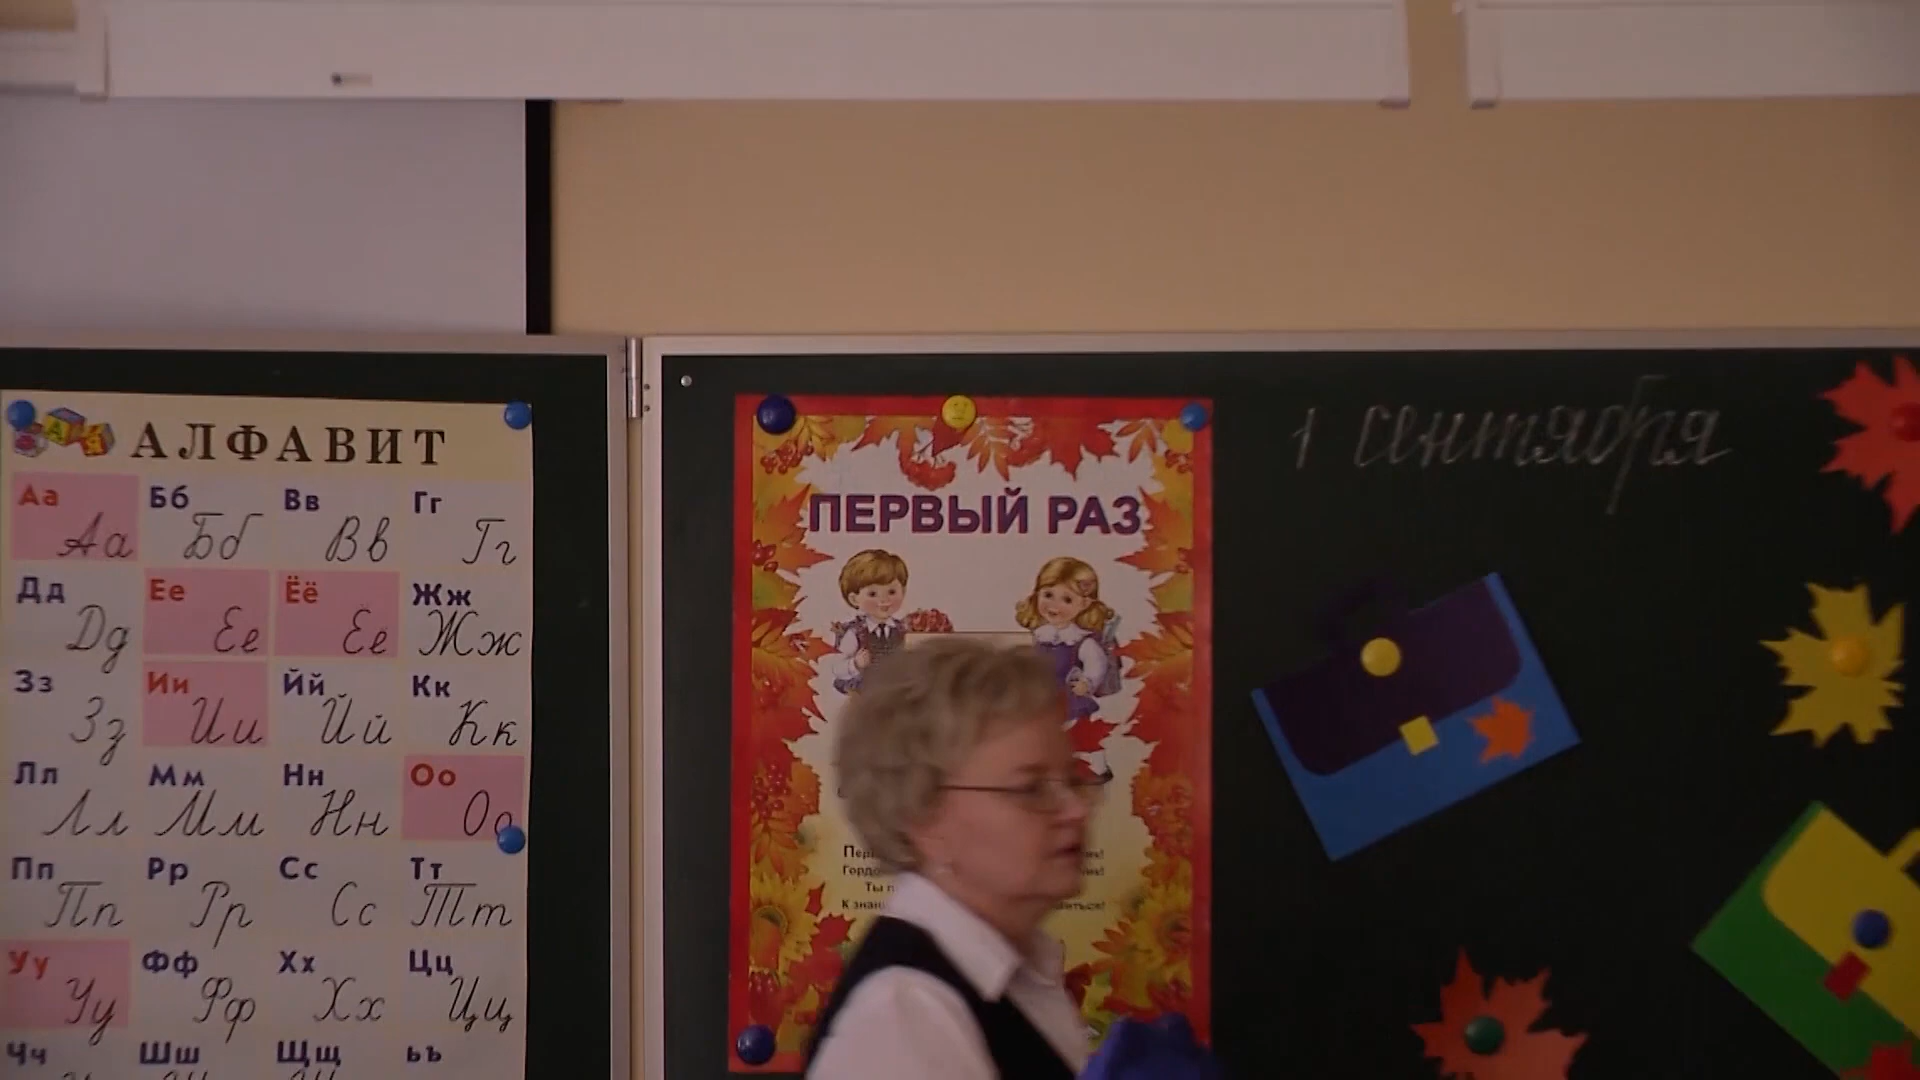 АЛФАВИТ
Аа Бб Вв Гг
Аа Бб Вв Гг
Дд Ее Ёё Жж
Дд Ее Ёё Жж
Зз Ии Йй Кк
Зз Ии Йй Кк
Лл Мм Нн Оо
Лл Мм Нн Оо
Пп Рр Сс Тт
Пп Рр Сс Тт
Уу Фф Хх Цц
Уу Фф Хх Цц
Чч Шш Щщ ьъ
ПЕРВЫЙ РАЗ
Ты
К
1 сентября